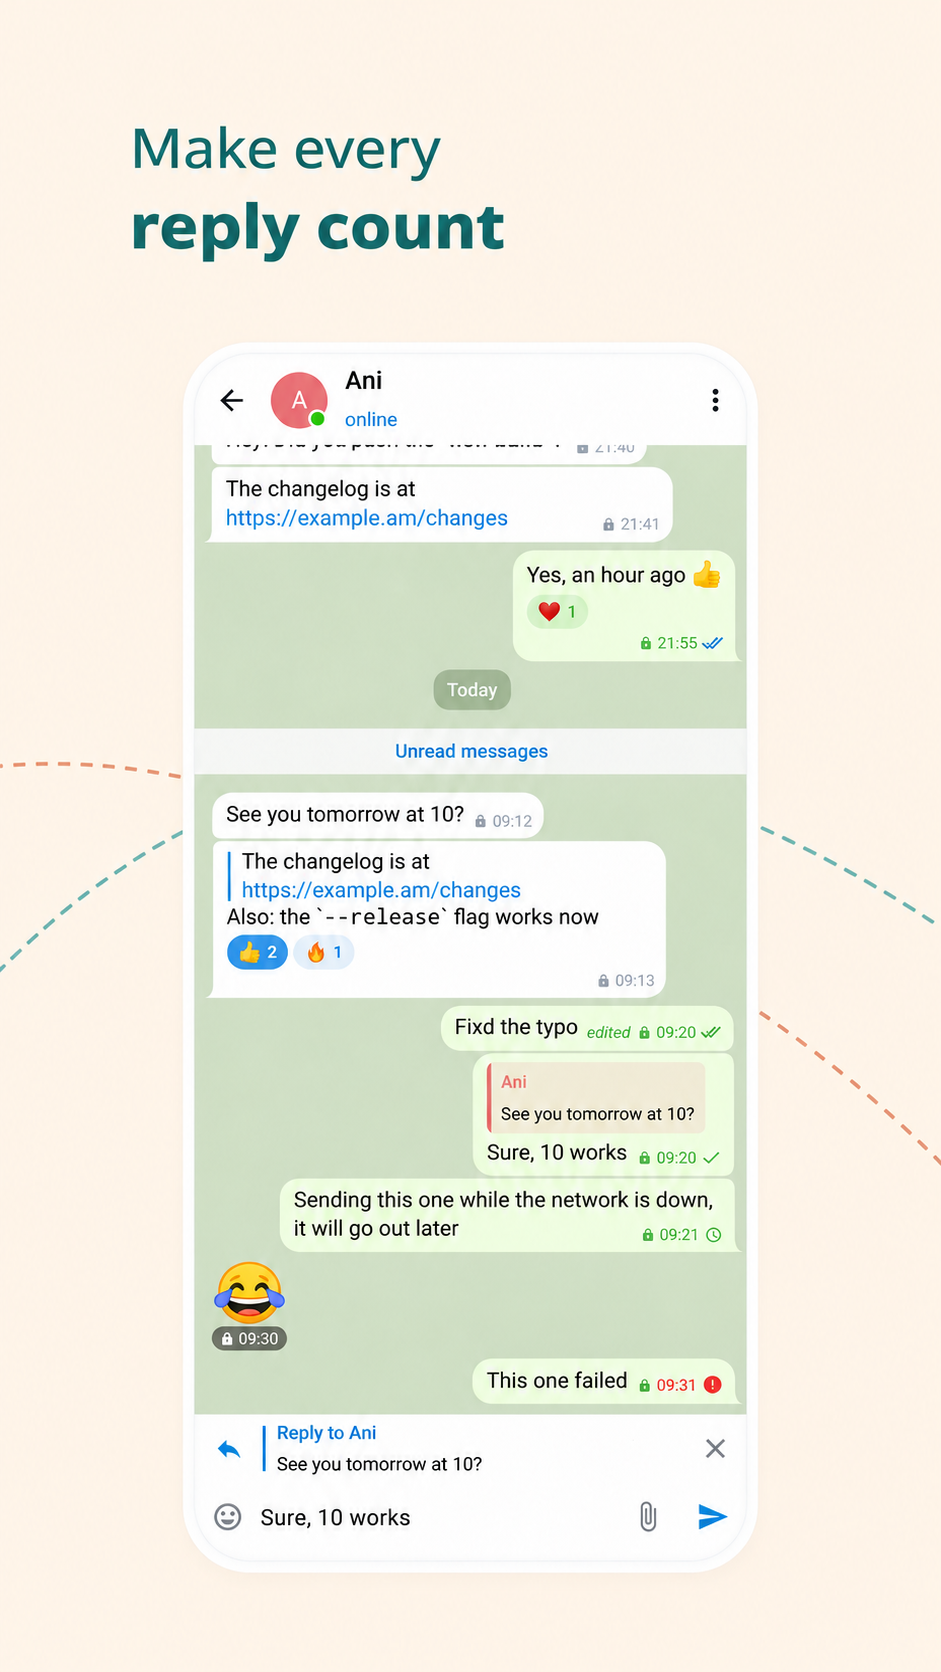 Make every
reply count
A
Ani
online
21:40
The changelog is at
https://example.am/changes
21:41
Yes, an hour ago 👍
❤️ 1
21:55
Today
Unread messages
See you tomorrow at 10? 09:12
The changelog is at
https://example.am/changes
Also: the `--release` flag works now
👍 2 🔥 1
09:13
Fixd the typo edited 09:20
Ani
See you tomorrow at 10?
Sure, 10 works 09:20
Sending this one while the network is down,
it will go out later 09:21
😂
09:30
This one failed 09:31
Reply to Ani
See you tomorrow at 10?
Sure, 10 works